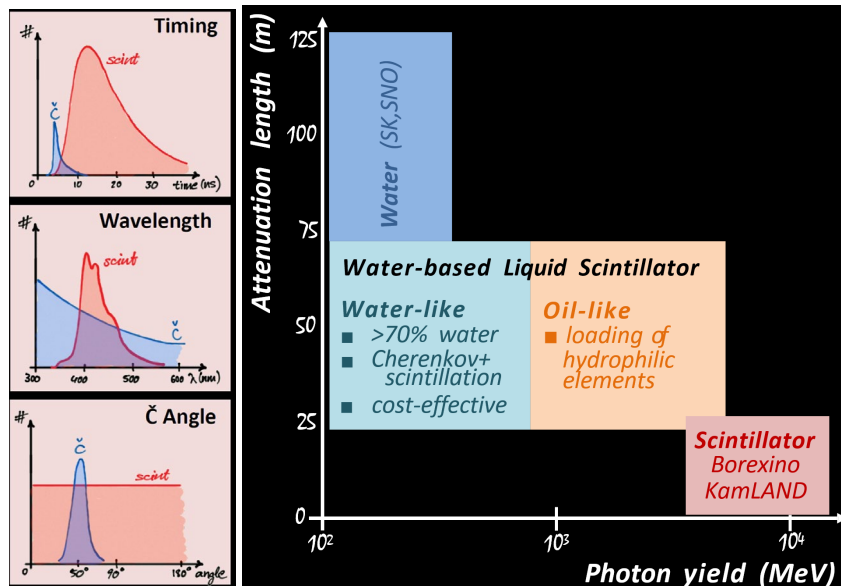 Timing
#
scint
Č
0 10 20 30 time (ns)
Wavelength
#
scint
Č
300 400 500 600 λ(nm)
Č Angle
#
Č
scint
0 50° 90° 180° angle
Attenuation length (m)
125
100
75
50
25
0
Water (SK,SNO)
Water-based Liquid Scintillator
Water-like
■ >70% water
■ Cherenkov+
scintillation
■ cost-effective
Oil-like
■ loading of
hydrophilic
elements
Scintillator
Borexino
KamLAND
10² 10³ 10⁴
Photon yield (MeV)